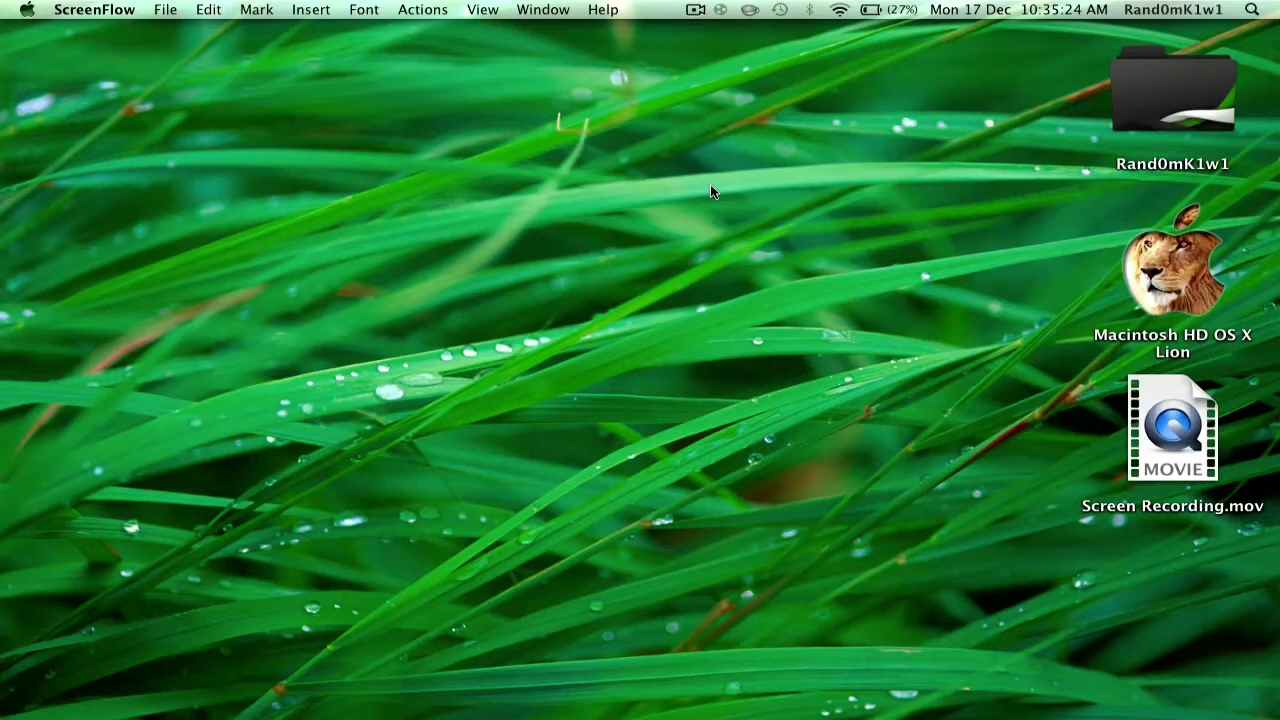 ScreenFlow File Edit Mark Insert Font Actions View Window Help (27%) Mon 17 Dec 10:35:24 AM Rand0mK1w1
Rand0mK1w1
Macintosh HD OS X
Lion
MOVIE
Screen Recording.mov